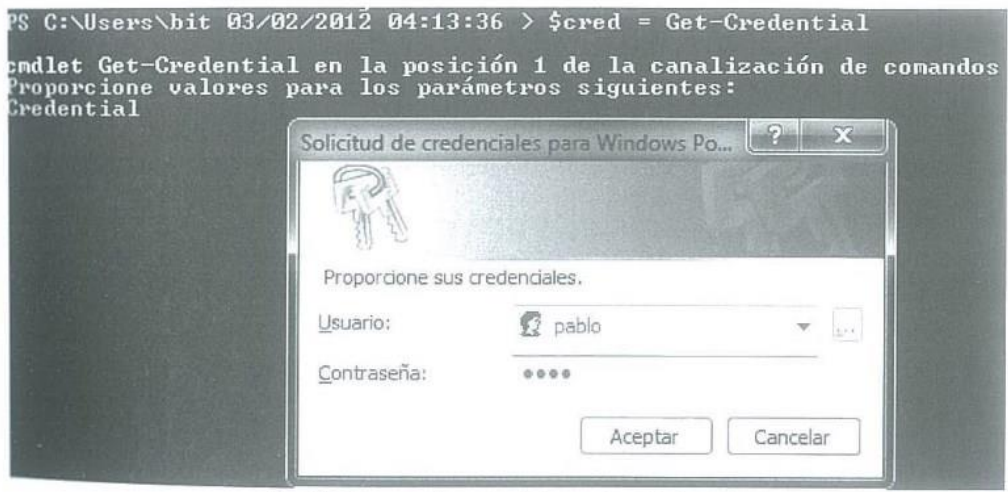 PS C:\Users\bit 03/02/2012 04:13:36 > $cred = Get-Credential
cmdlet Get-Credential en la posición 1 de la canalización de comandos
Proporcione valores para los parámetros siguientes:
Credential
Solicitud de credenciales para Windows Po...
?
X
Proporcione sus credenciales.
Usuario:
pablo
...
Contraseña:
••••
Aceptar
Cancelar